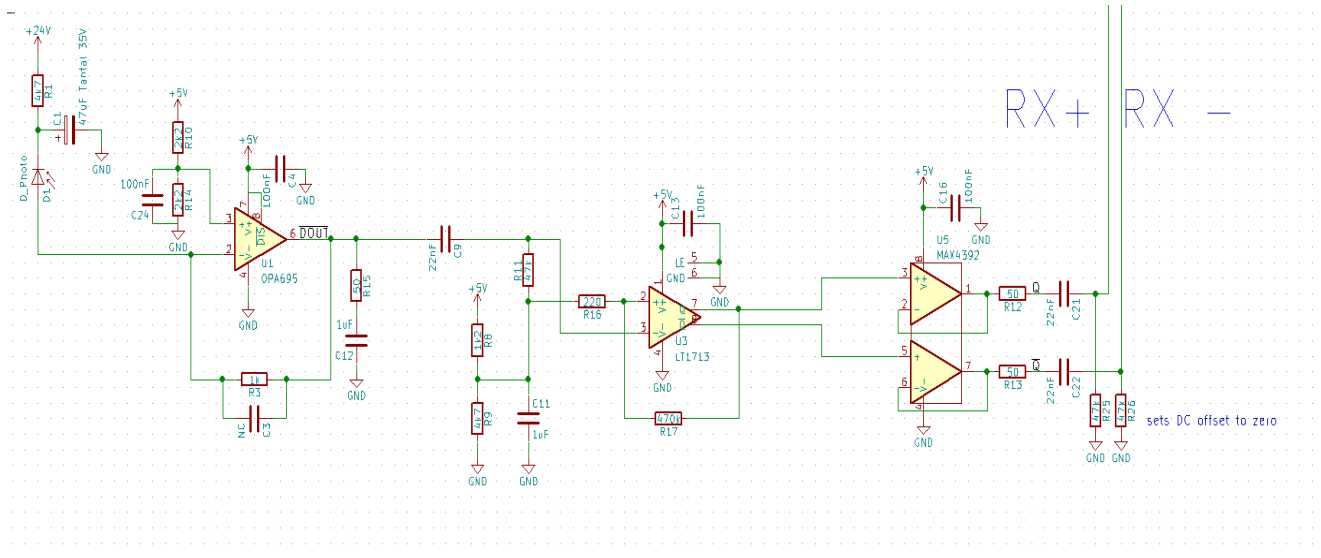 +24V
4k7
R1
C1
47uF Tantal 35V
+
GND
D_Photo
D1
+5V
2k2
R10
100nF
C24
2k2
R14
GND
+5V
100nF
C4
GND
3
2
7
8
6
4
+
-
V+
DIS
V-
DOUT
U1
OPA695
GND
1k
R3
NC
C3
50
R15
1uF
C12
GND
22nF
C9
R11
47k
+5V
1k2
R8
4k7
R9
GND
C11
1uF
GND
220
R16
+5V
C13
100nF
LE
5
GND
6
GND
1
2
3
4
7
8
+
-
V+
V-
Q
Q
U3
LT1713
GND
470k
R17
+5V
C16
100nF
GND
U5
MAX4392
8
3
2
1
+
-
V+
5
6
7
4
+
-
V-
GND
50
R12
Q
22nF
C21
50
R13
Q
22nF
C22
RX+
RX -
47k
R25
47k
R26
GND
GND
sets DC offset to zero